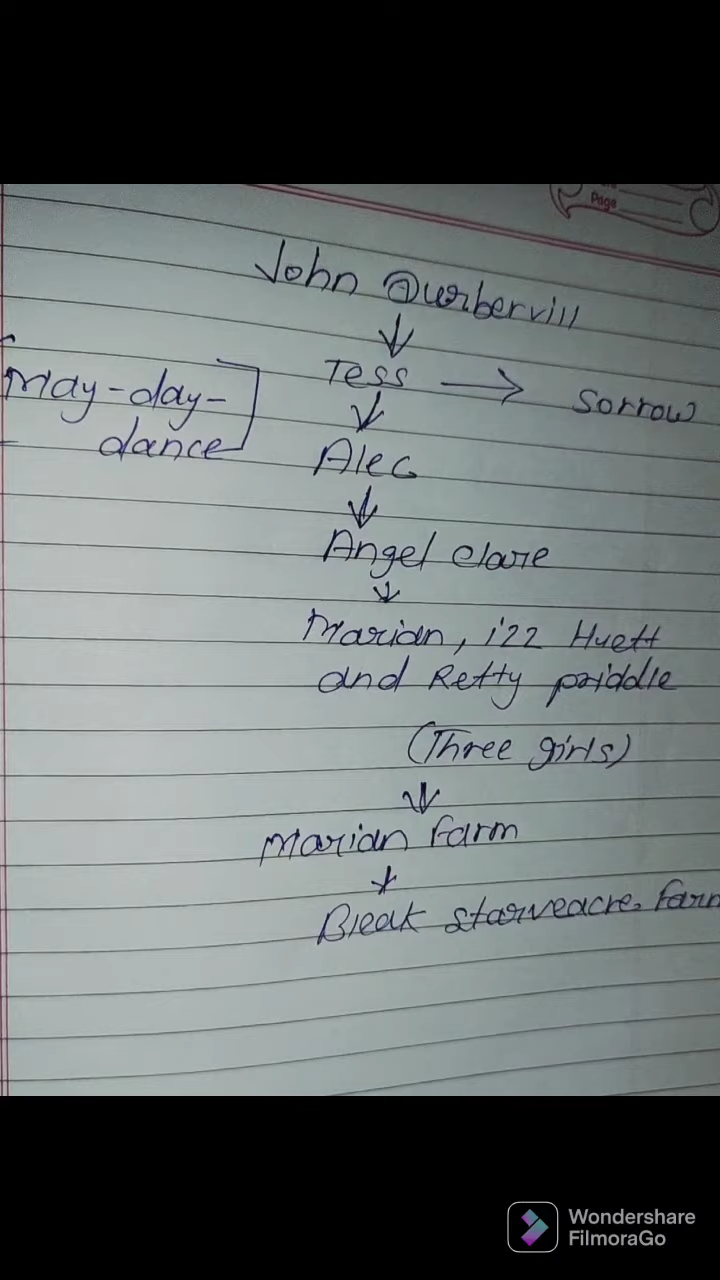 Page
John Durbervill
↓
Tess → Sorrow
May-day-
dance
↓
Alec
↓
Angel Clare
↓
Marian, izz Huett
and Retty priddle
(Three girls)
↓
Marian farm
↓
Bleak starveacre. farm
Wondershare
FilmoraGo